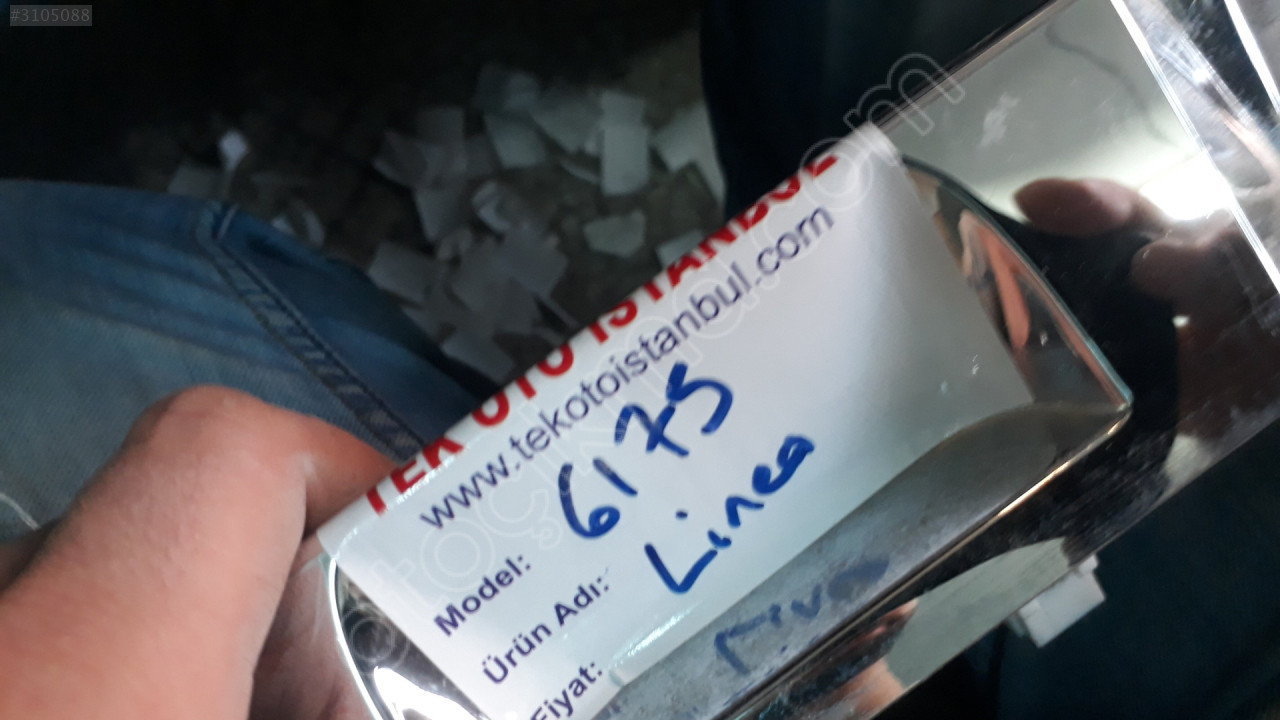 #3105088
TEK OTO İSTANBUL
www.tekotoistanbul.com
Model: 6175
Ürün Adı: Linea
Fiyat: